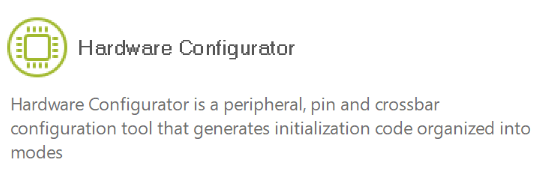 Hardware Configurator
Hardware Configurator is a peripheral, pin and crossbar
configuration tool that generates initialization code organized into
modes